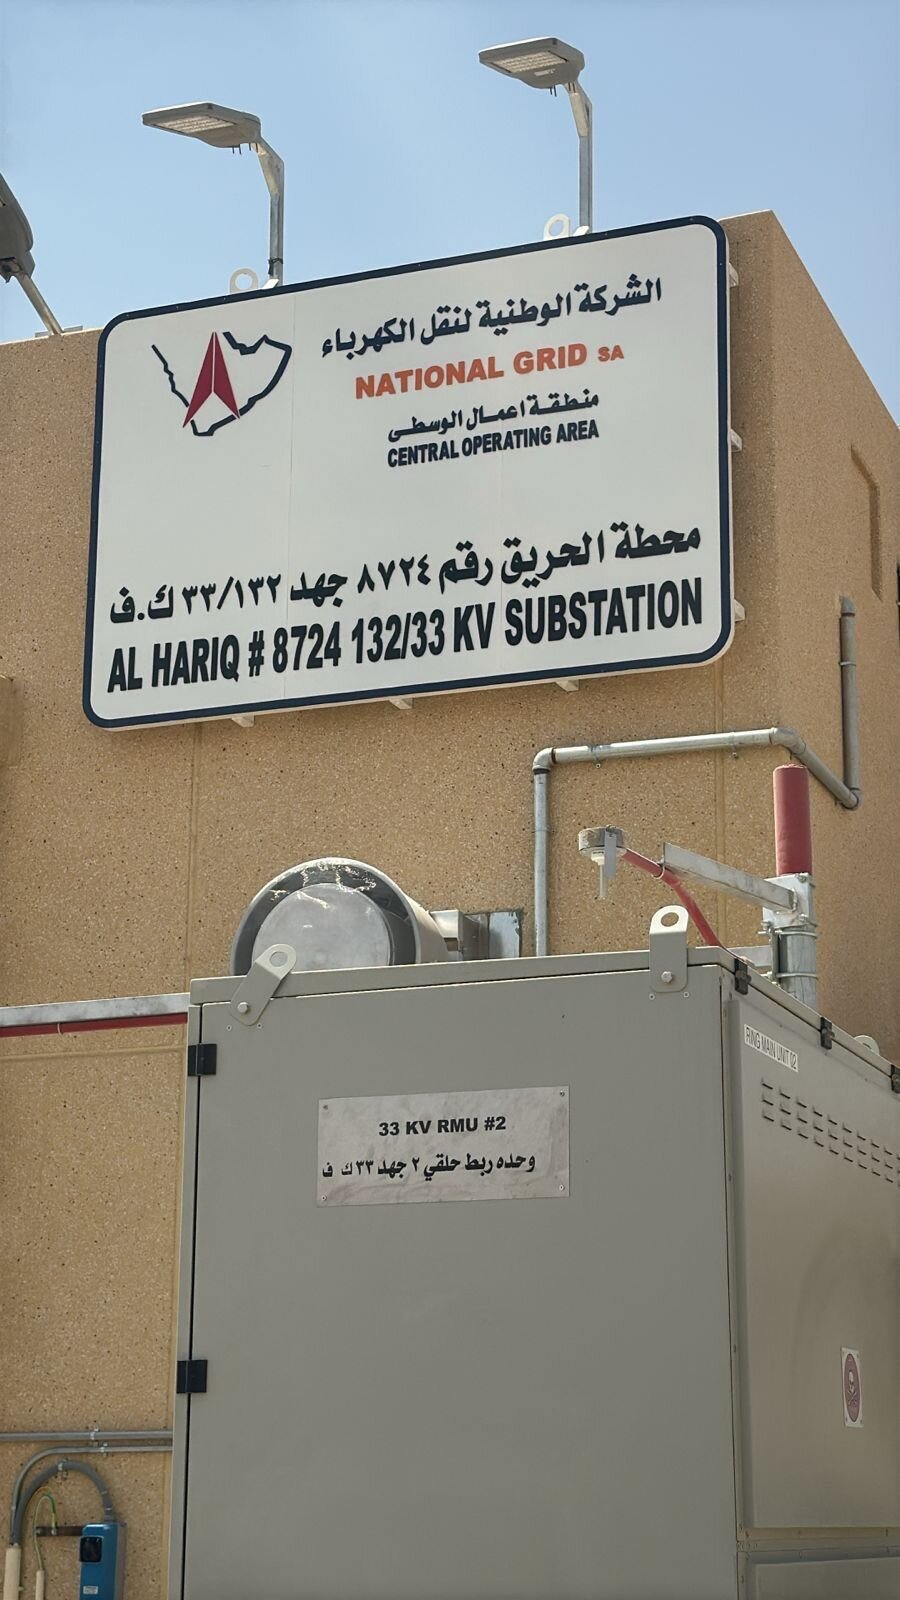 الشركة الوطنية لنقل الكهرباء
NATIONAL GRID SA
منطقة اعمال الوسطى
CENTRAL OPERATING AREA
محطة الحريق رقم ٨٧٢٤ جهد ٣٣/١٣٢ ك.ف
AL HARIQ # 8724 132/33 KV SUBSTATION
RING MAIN UNIT 02
33 KV RMU #2
وحده ربط حلقي ٢ جهد ٣٣ ك ف